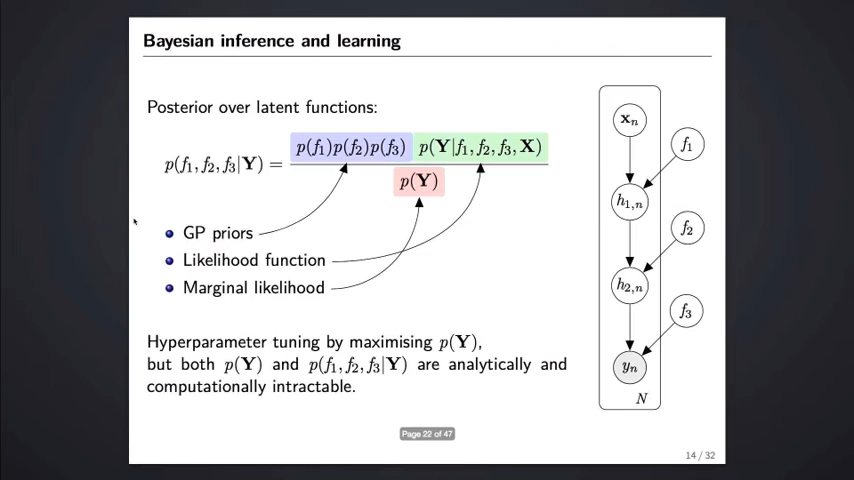 Bayesian inference and learning
Posterior over latent functions:
p(f₁, f₂, f₃|Y) = p(f₁)p(f₂)p(f₃) p(Y|f₁, f₂, f₃, X)
p(Y)
GP priors
Likelihood function
Marginal likelihood
Hyperparameter tuning by maximising p(Y),
but both p(Y) and p(f₁, f₂, f₃|Y) are analytically and
computationally intractable.
xₙ
f₁
h₁,ₙ
f₂
h₂,ₙ
f₃
yₙ
N
Page 22 of 47
14 / 32